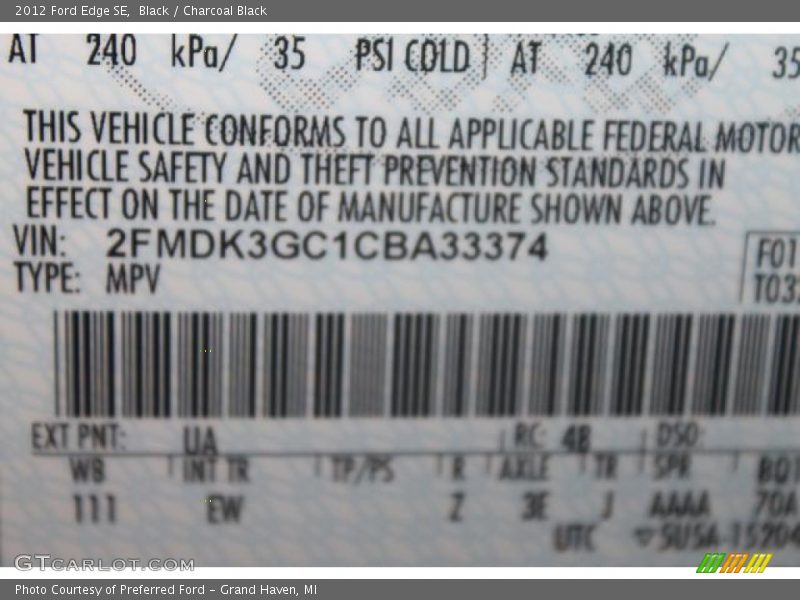 2012 Ford Edge SE, Black / Charcoal Black
AT 240 kPa/ 35 PSI COLD AT 240 kPa/ 35
THIS VEHICLE CONFORMS TO ALL APPLICABLE FEDERAL MOTOR
VEHICLE SAFETY AND THEFT PREVENTION STANDARDS IN
EFFECT ON THE DATE OF MANUFACTURE SHOWN ABOVE.
VIN: 2FMDK3GC1CBA33374 F01
TYPE: MPV T03
EXT PNT: UA RC: 48 DSO:
WB INT TR TP/PS R AXLE TR SPR
111 EW Z 3E J AAAA 70A
UTC
GTCARLOT.COM
Photo Courtesy of Preferred Ford - Grand Haven, MI